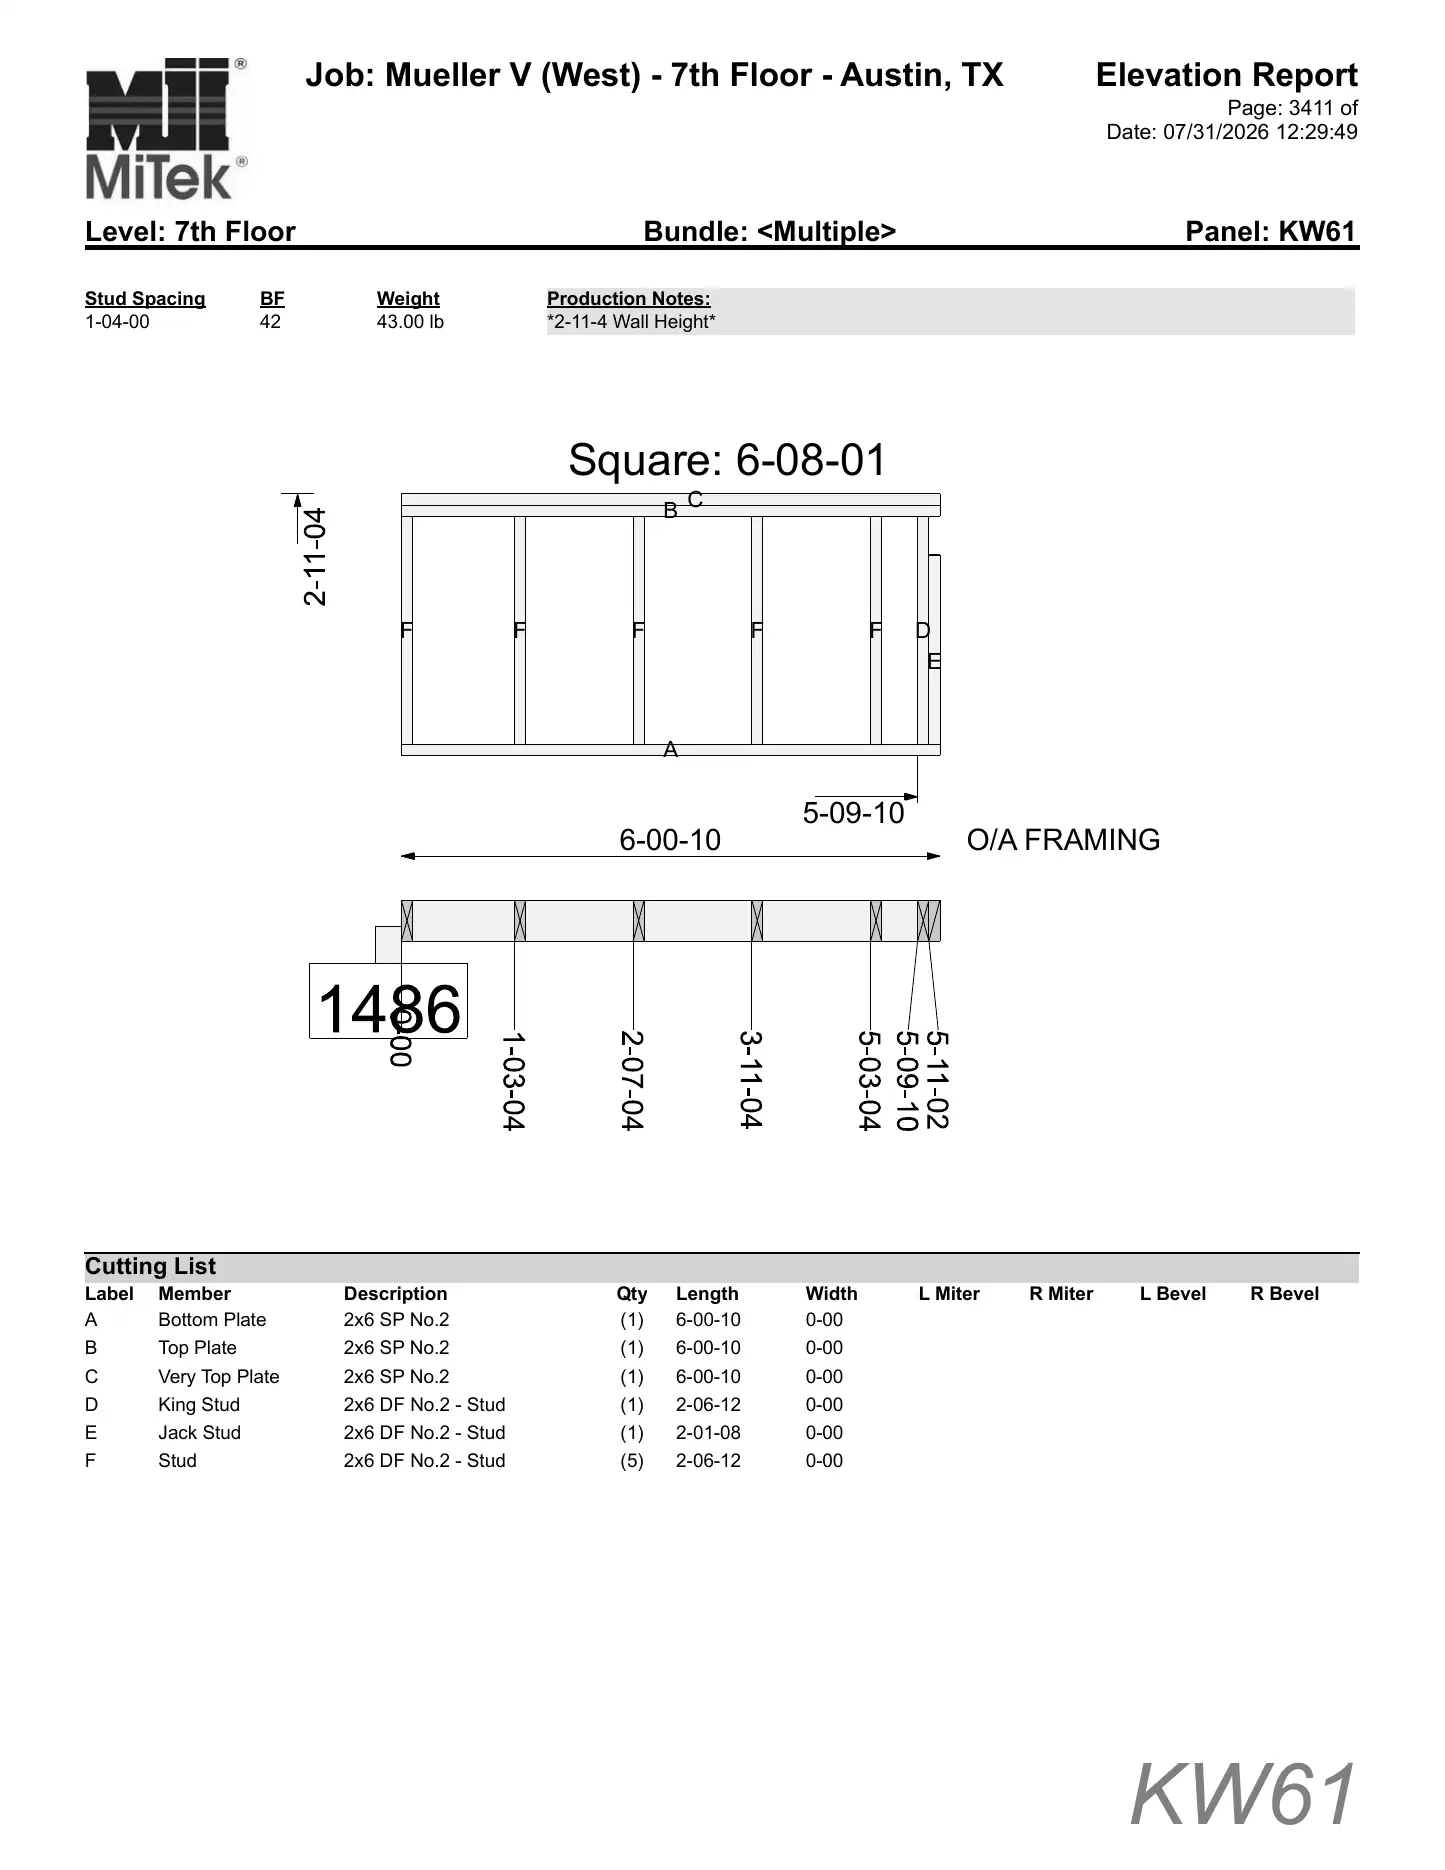 Job: Mueller V (West) - 7th Floor - Austin, TX
Elevation Report
Page: 3411 of
Date: 07/31/2026 12:29:49
MiTek®
Level: 7th Floor
Bundle: <Multiple>
Panel: KW61
Stud Spacing BF Weight Production Notes:
1-04-00 42 43.00 lb *2-11-4 Wall Height*
Square: 6-08-01
2-11-04
C
B
F F F F F D
E
A
5-09-10
6-00-10
O/A FRAMING
1486
1-03-04
2-07-04
3-11-04
5-03-04
5-09-10
5-11-02
Cutting List
Label Member Description Qty Length Width L Miter R Miter L Bevel R Bevel
A Bottom Plate 2x6 SP No.2 (1) 6-00-10 0-00
B Top Plate 2x6 SP No.2 (1) 6-00-10 0-00
C Very Top Plate 2x6 SP No.2 (1) 6-00-10 0-00
D King Stud 2x6 DF No.2 - Stud (1) 2-06-12 0-00
E Jack Stud 2x6 DF No.2 - Stud (1) 2-01-08 0-00
F Stud 2x6 DF No.2 - Stud (5) 2-06-12 0-00
KW61